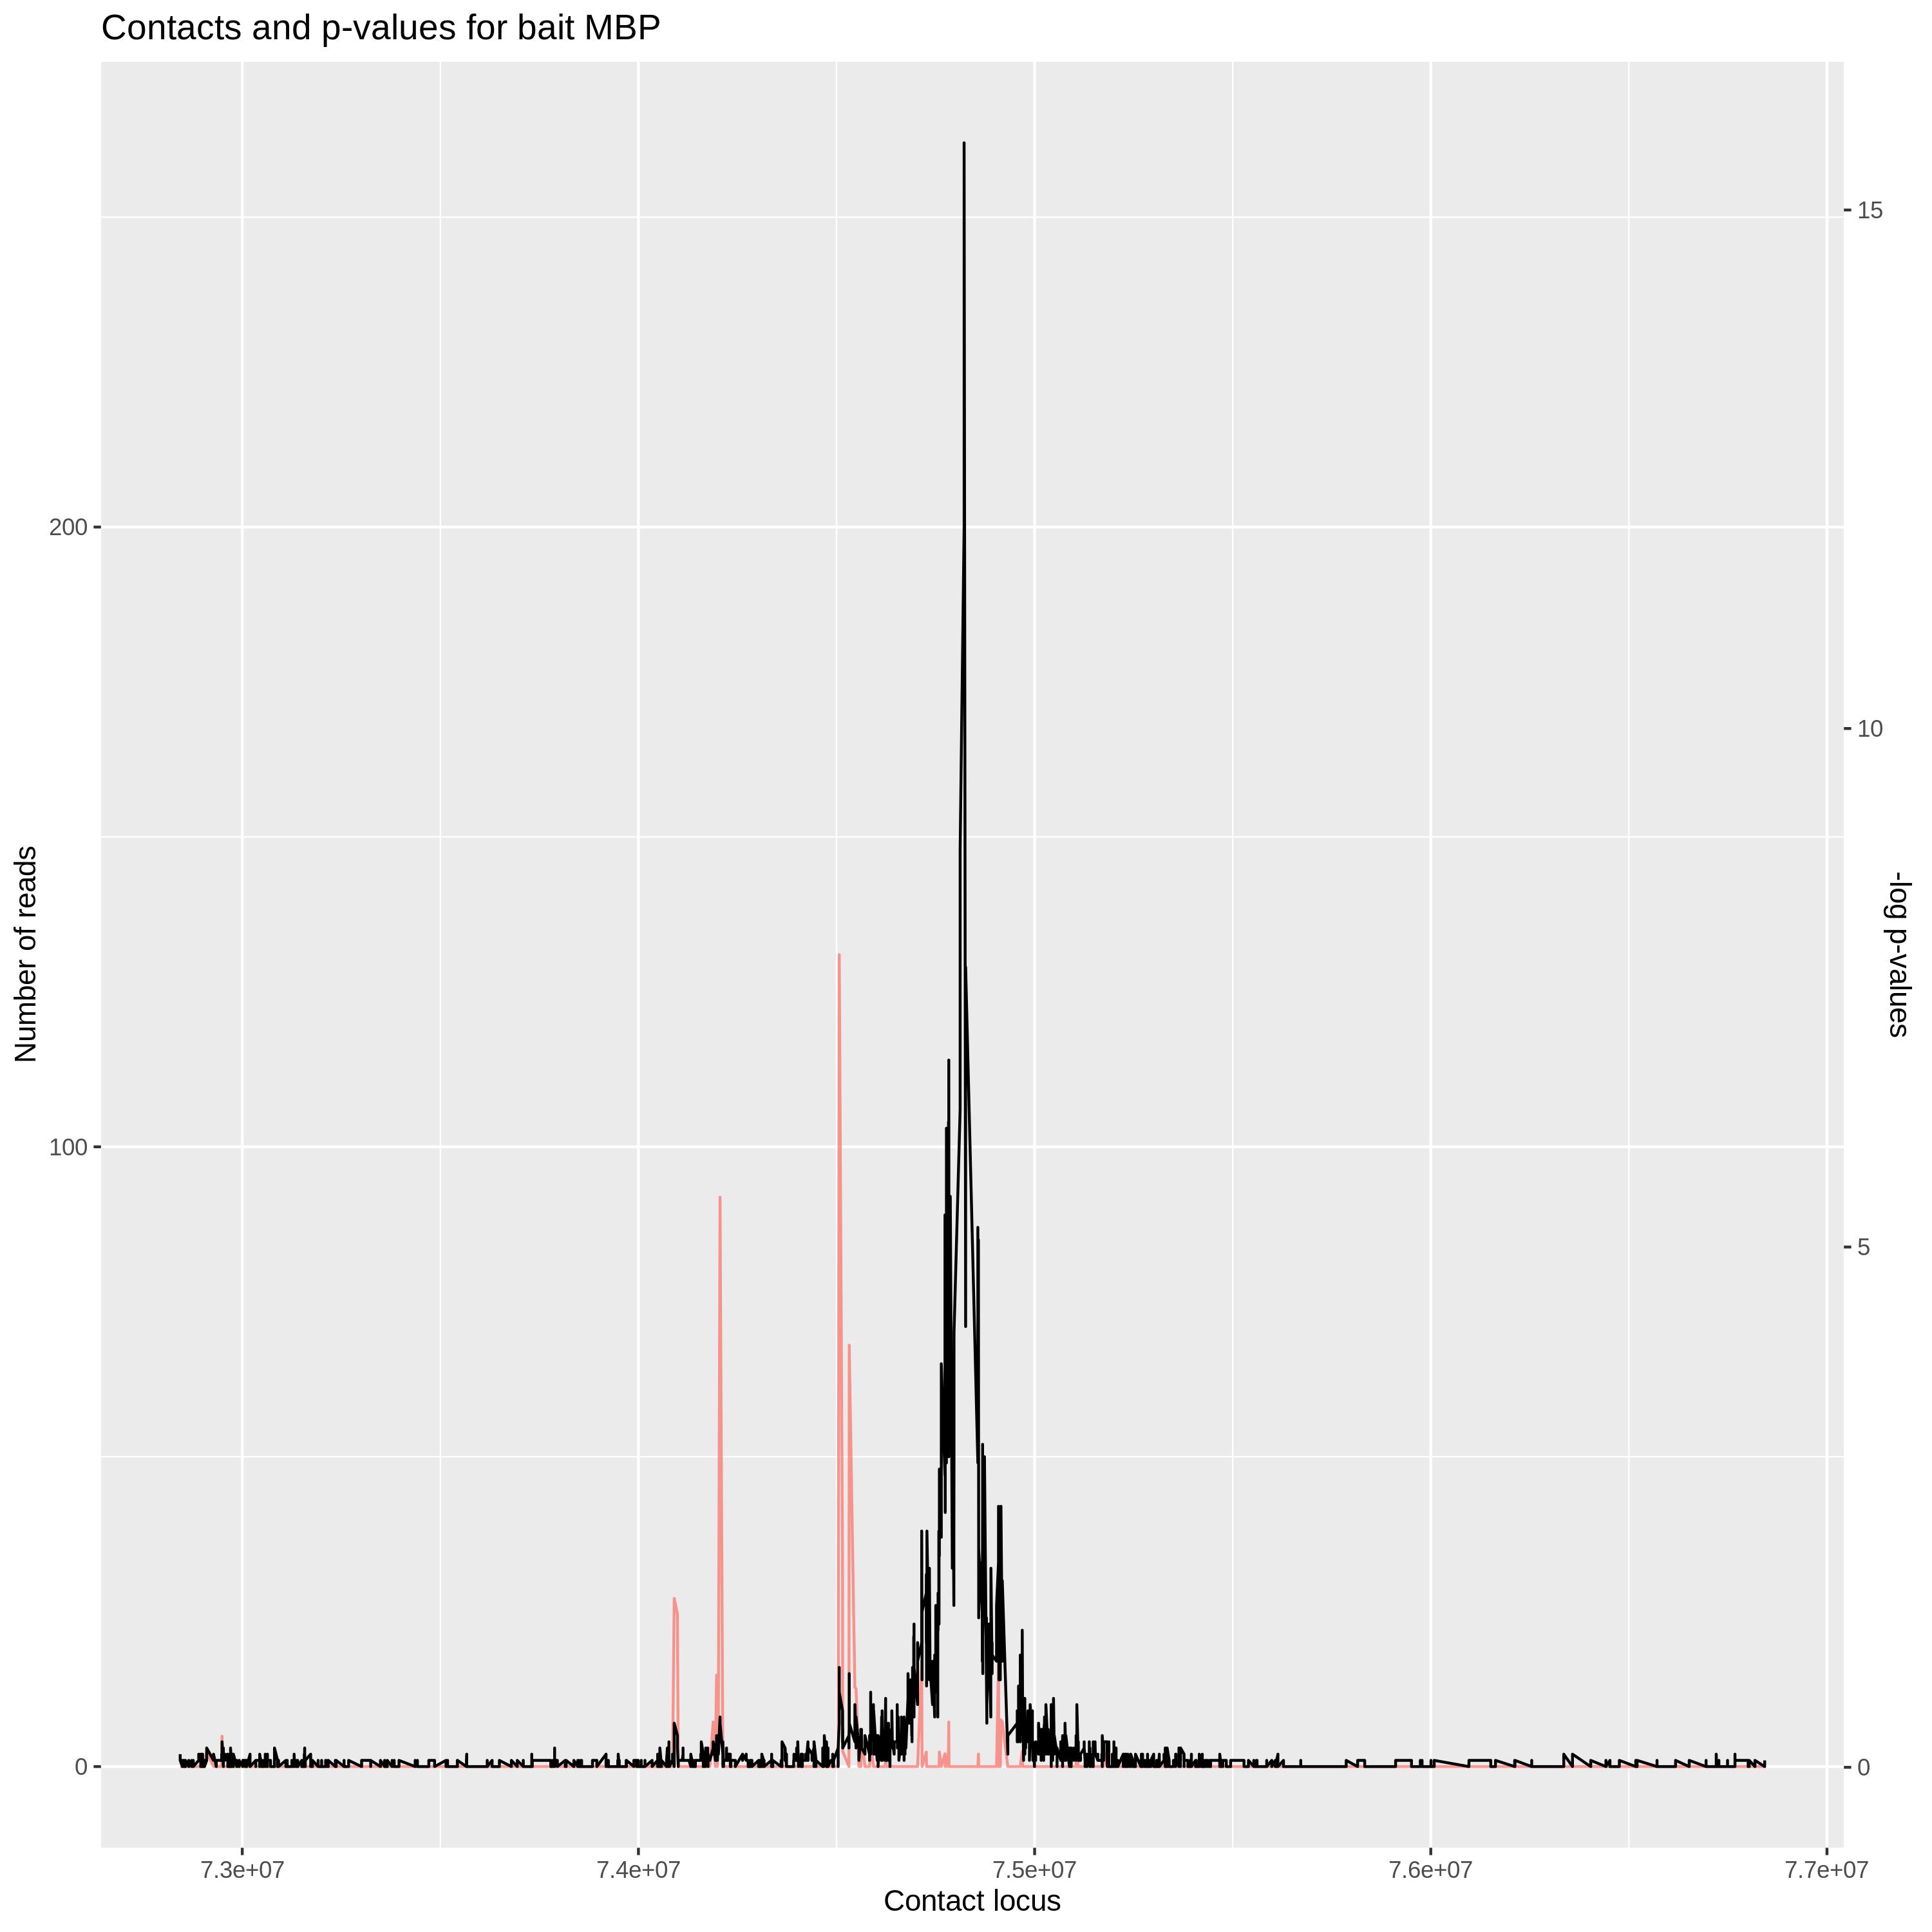 Contacts and p-values for bait MBP
Number of reads
200
100
0
15
10
5
0
-log p-values
7.3e+07 7.4e+07 7.5e+07 7.6e+07 7.7e+07
Contact locus